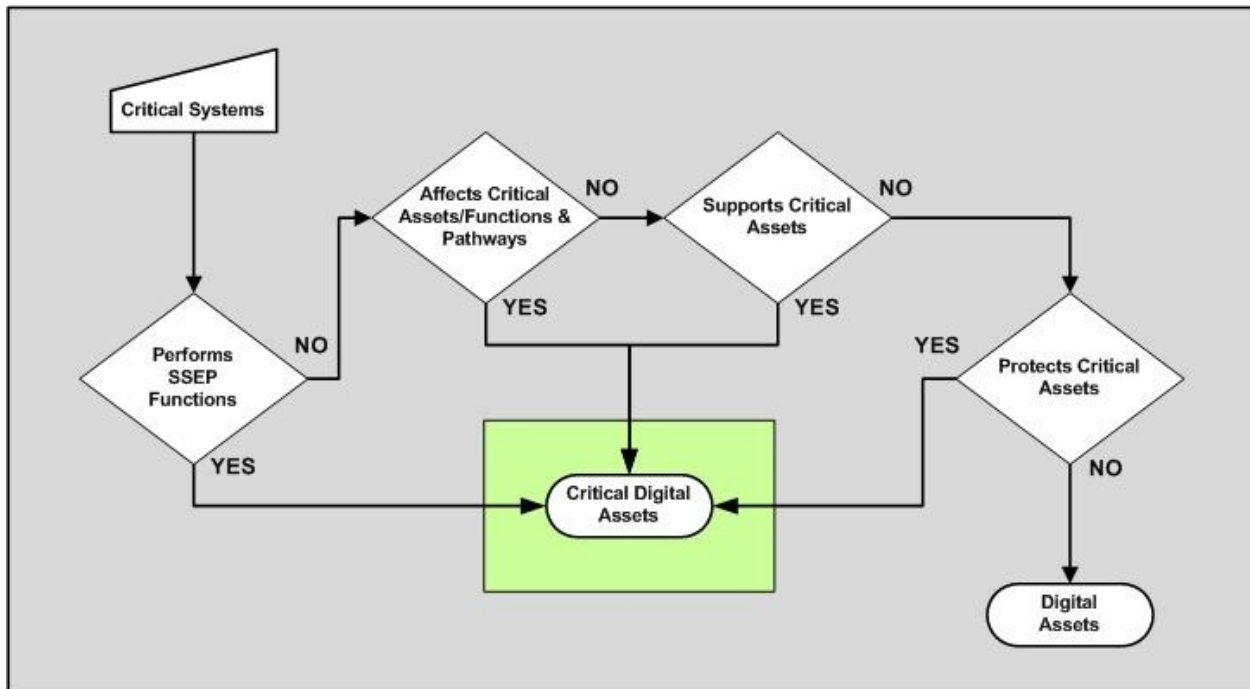 Critical Systems
Performs
SSEP
Functions
NO
YES
Affects Critical
Assets/Functions &
Pathways
NO
YES
Supports Critical
Assets
NO
YES
Protects Critical
Assets
YES
NO
Critical Digital
Assets
Digital
Assets